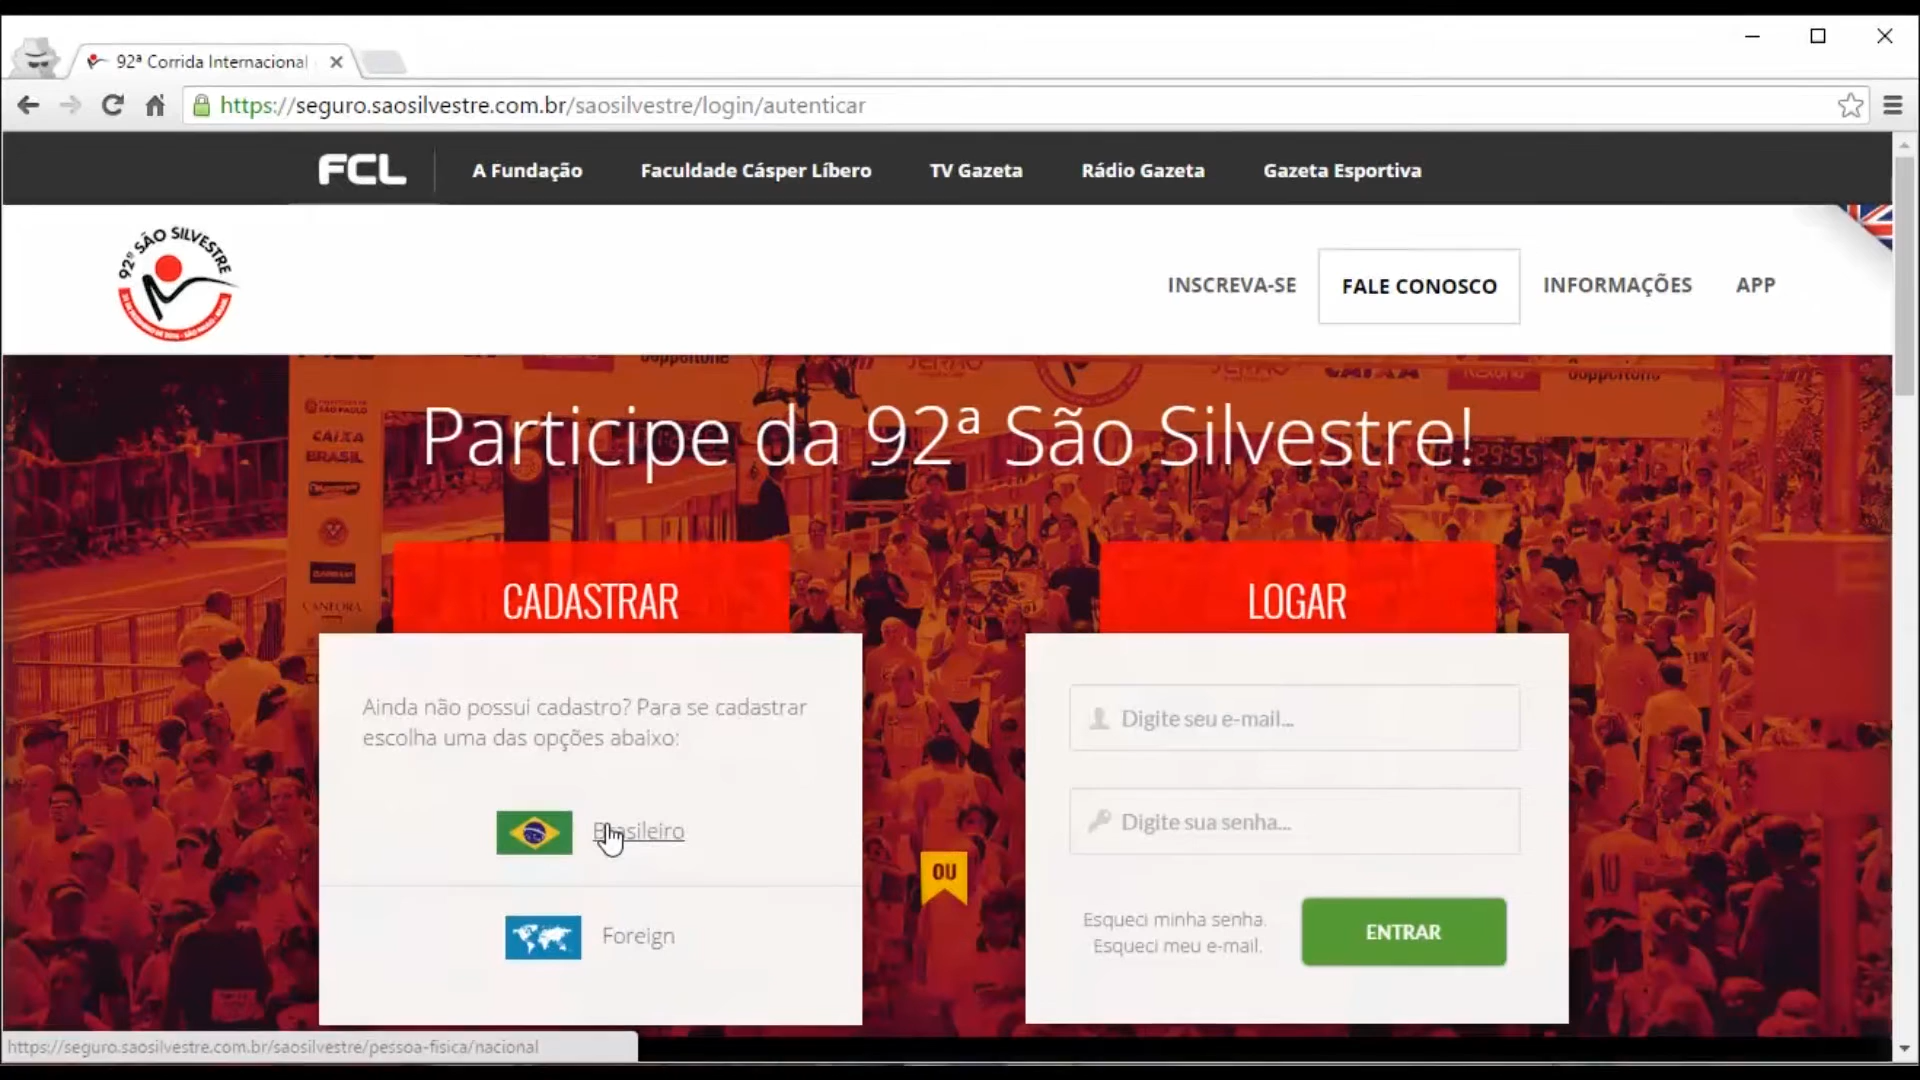 92ª Corrida Internacional
https://seguro.saosilvestre.com.br/saosilvestre/login/autenticar
FCL
A Fundação
Faculdade Cásper Líbero
TV Gazeta
Rádio Gazeta
Gazeta Esportiva
92ª SÃO SILVESTRE
INSCREVA-SE
FALE CONOSCO
INFORMAÇÕES
APP
Participe da 92ª São Silvestre!
CAIXA
BRASIL
CADASTRAR
Ainda não possui cadastro? Para se cadastrar
escolha uma das opções abaixo:
Brasileiro
Foreign
OU
LOGAR
Digite seu e-mail...
Digite sua senha...
Esqueci minha senha.
Esqueci meu e-mail.
ENTRAR
https://seguro.saosilvestre.com.br/saosilvestre/pessoa-fisica/nacional